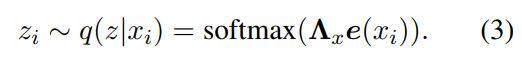 z_i ∼ q(z|x_i) = softmax(Λ_x e(x_i)). (3)